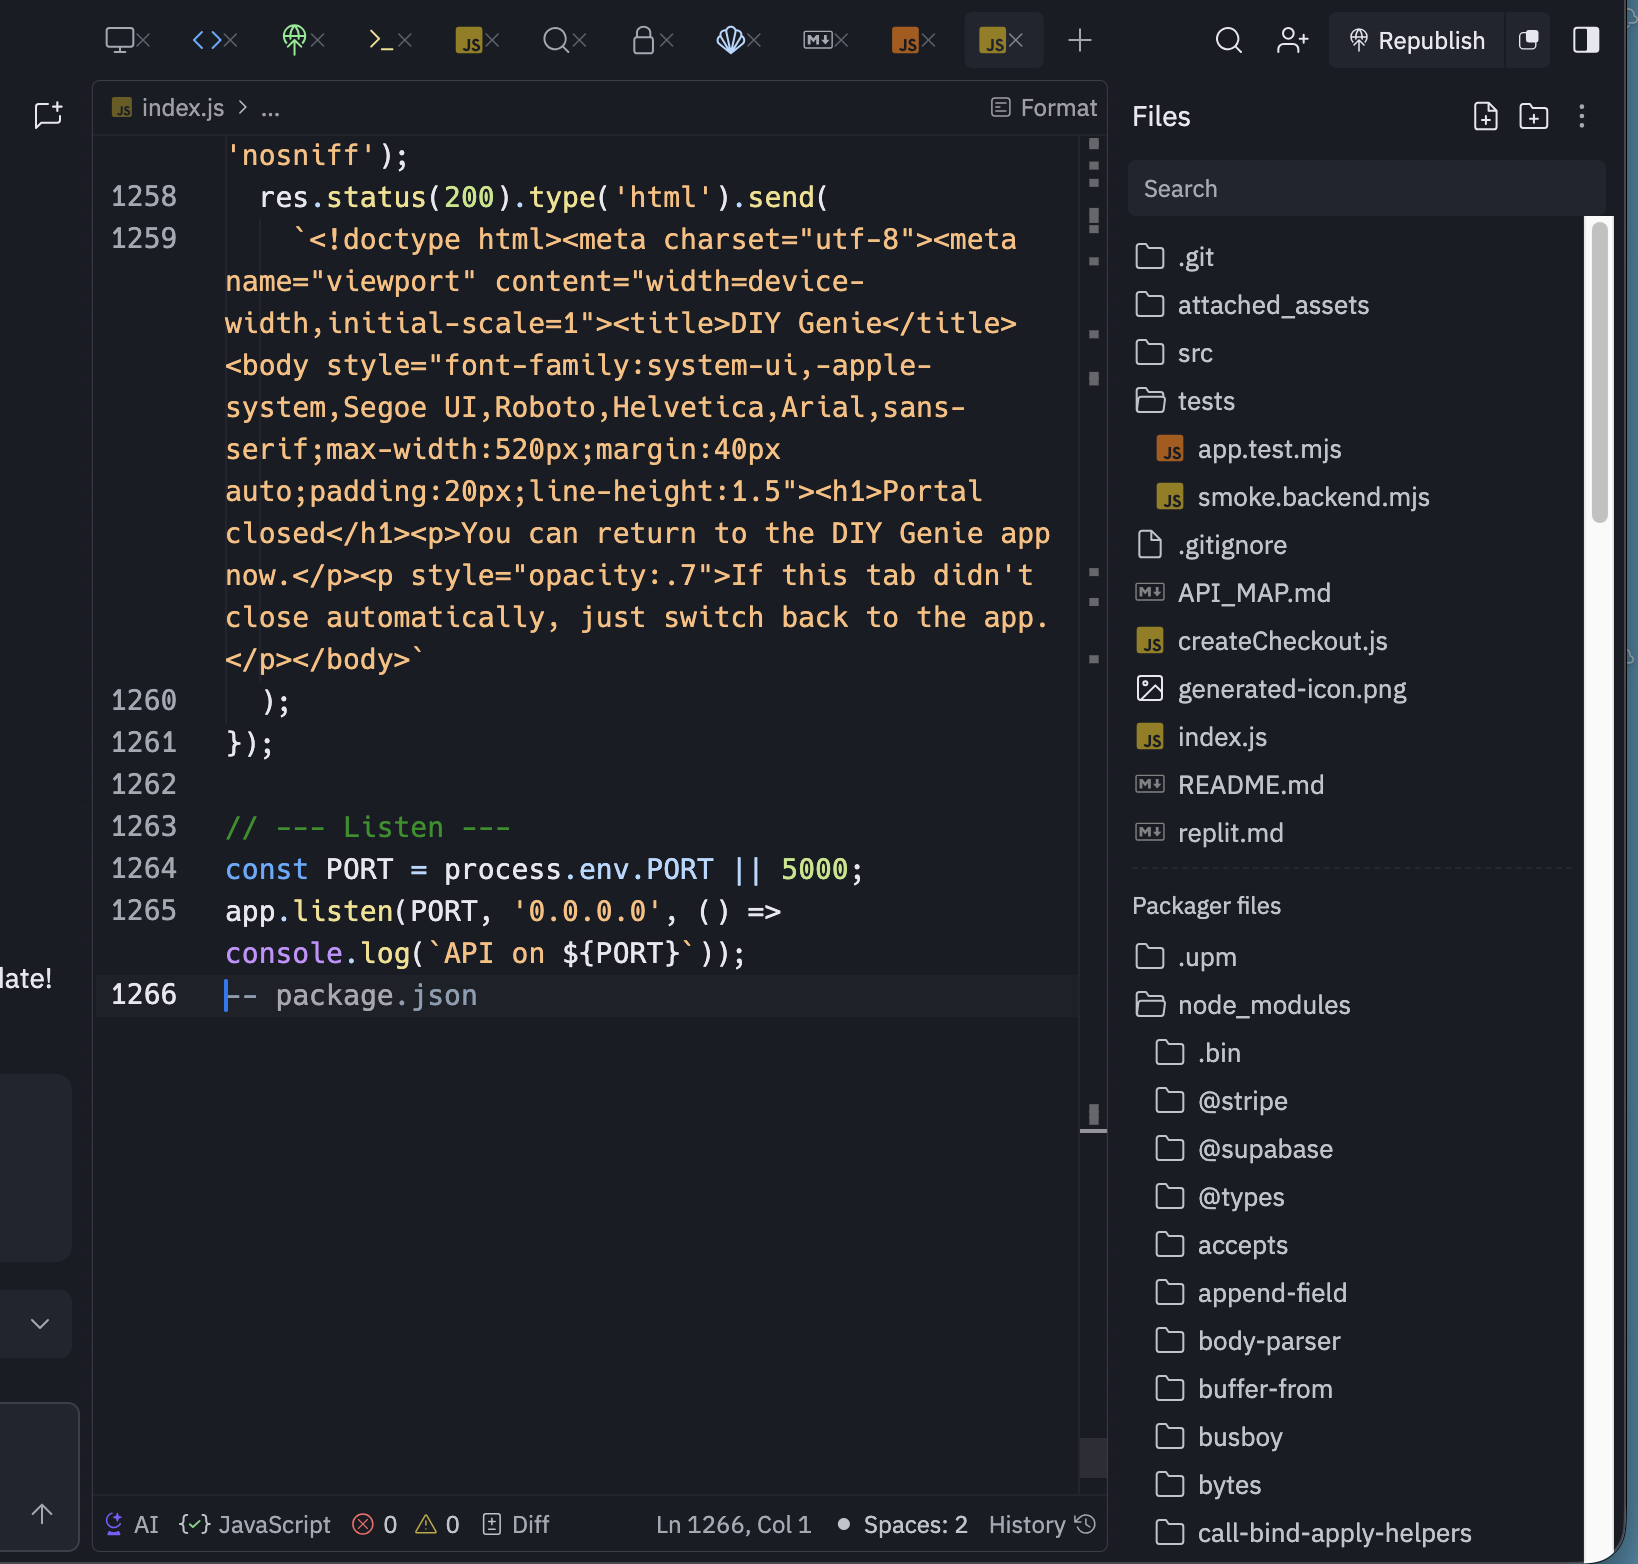 Republish
index.js > ...
Format
'nosniff');
1258 res.status(200).type('html').send(
1259 `<!doctype html><meta charset="utf-8"><meta
name="viewport" content="width=device-
width,initial-scale=1"><title>DIY Genie</title>
<body style="font-family:system-ui,-apple-
system,Segoe UI,Roboto,Helvetica,Arial,sans-
serif;max-width:520px;margin:40px
auto;padding:20px;line-height:1.5"><h1>Portal
closed</h1><p>You can return to the DIY Genie app
now.</p><p style="opacity:.7">If this tab didn't
close automatically, just switch back to the app.
</p></body>`
1260 );
1261 });
1262
1263 // --- Listen ---
1264 const PORT = process.env.PORT || 5000;
1265 app.listen(PORT, '0.0.0.0', () =>
console.log(`API on ${PORT}`));
1266 -- package.json
late!
AI
JavaScript
0
0
Diff
Ln 1266, Col 1
Spaces: 2
History
Files
Search
.git
attached_assets
src
tests
JS app.test.mjs
JS smoke.backend.mjs
.gitignore
M↓ API_MAP.md
JS createCheckout.js
generated-icon.png
JS index.js
M↓ README.md
M↓ replit.md
Packager files
.upm
node_modules
.bin
@stripe
@supabase
@types
accepts
append-field
body-parser
buffer-from
busboy
bytes
call-bind-apply-helpers